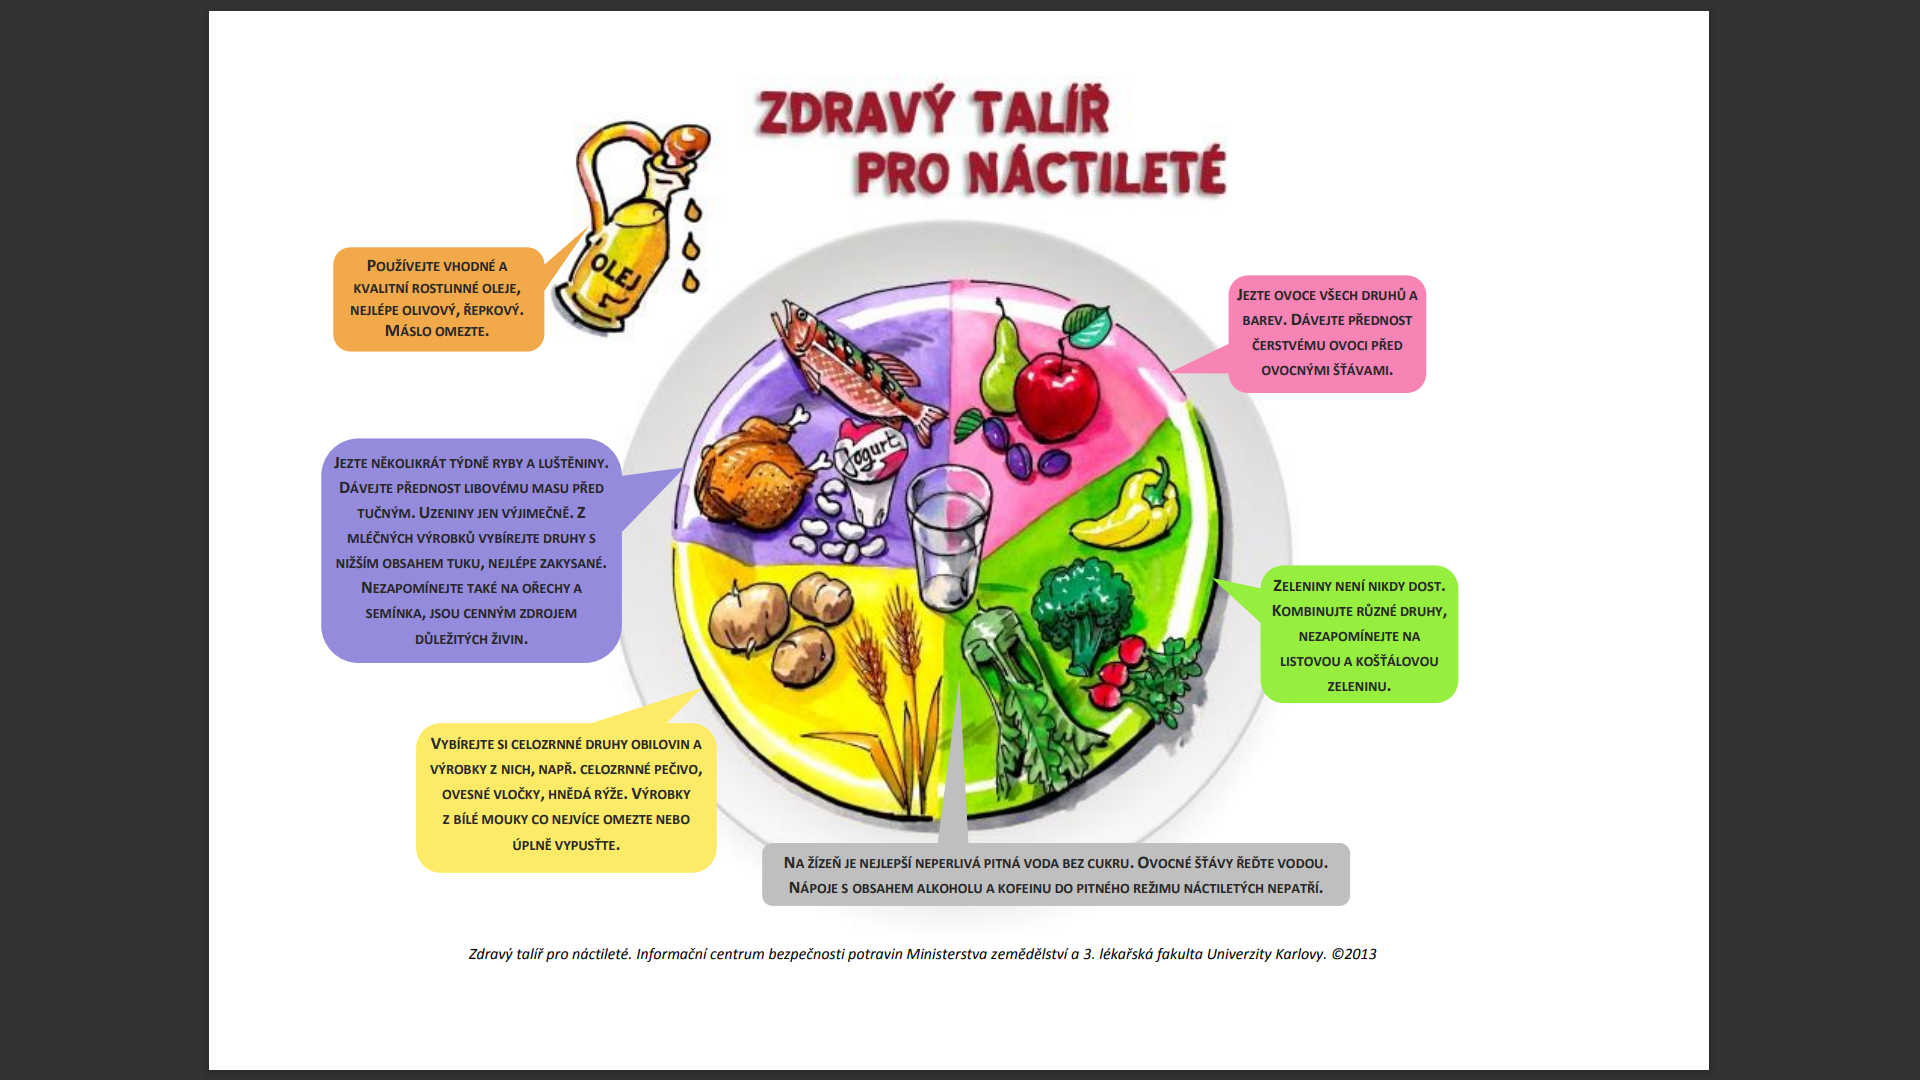 ZDRAVÝ TALÍŘ
PRO NÁCTILETÉ
OLEJ
Používejte vhodné a
kvalitní rostlinné oleje,
nejlépe olivový, řepkový.
Máslo omezte.
Jezte ovoce všech druhů a
barev. Dávejte přednost
čerstvému ovoci před
ovocnými šťávami.
Jogurt
Jezte několikrát týdně ryby a luštěniny.
Dávejte přednost libovému masu před
tučným. Uzeniny jen výjimečně. Z
mléčných výrobků vybírejte druhy s
nižším obsahem tuku, nejlépe zakysané.
Nezapomínejte také na ořechy a
semínka, jsou cenným zdrojem
důležitých živin.
Zeleniny není nikdy dost.
Kombinujte různé druhy,
nezapomínejte na
listovou a košťálovou
zeleninu.
Vybírejte si celozrnné druhy obilovin a
výrobky z nich, např. celozrnné pečivo,
ovesné vločky, hnědá rýže. Výrobky
z bílé mouky co nejvíce omezte nebo
úplně vypusťte.
Na žízeň je nejlepší neperlivá pitná voda bez cukru. Ovocné šťávy řeďte vodou.
Nápoje s obsahem alkoholu a kofeinu do pitného režimu náctiletých nepatří.
Zdravý talíř pro náctileté. Informační centrum bezpečnosti potravin Ministerstva zemědělství a 3. lékařská fakulta Univerzity Karlovy. ©2013